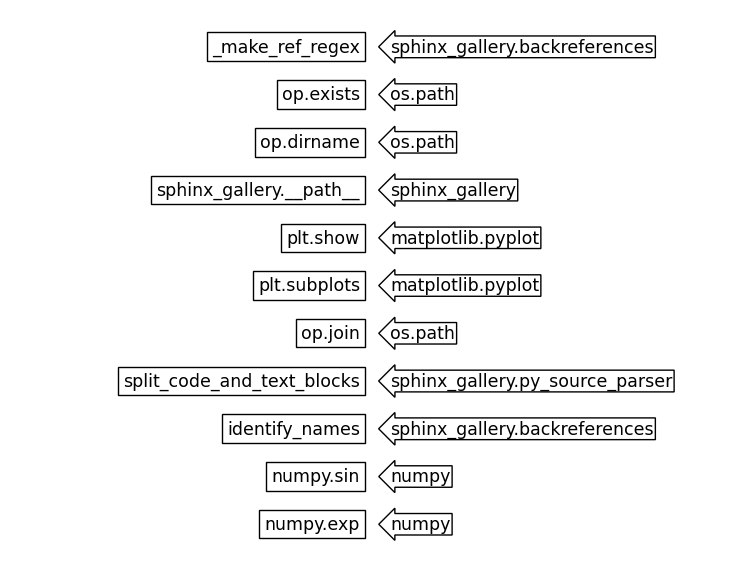 _make_ref_regex sphinx_gallery.backreferences
op.exists os.path
op.dirname os.path
sphinx_gallery.__path__ sphinx_gallery
plt.show matplotlib.pyplot
plt.subplots matplotlib.pyplot
op.join os.path
split_code_and_text_blocks sphinx_gallery.py_source_parser
identify_names sphinx_gallery.backreferences
numpy.sin numpy
numpy.exp numpy